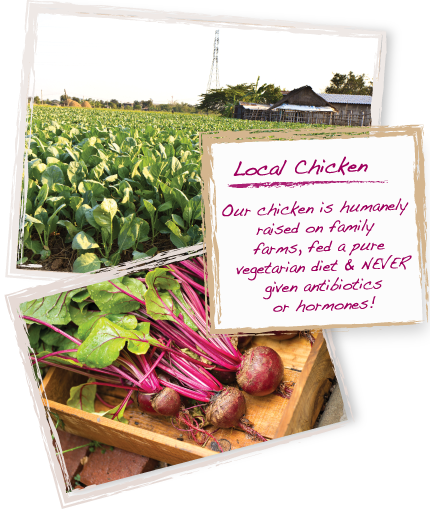 Local Chicken
Our chicken is humanely
raised on family
farms, fed a pure
vegetarian diet & NEVER
given antibiotics
or hormones!